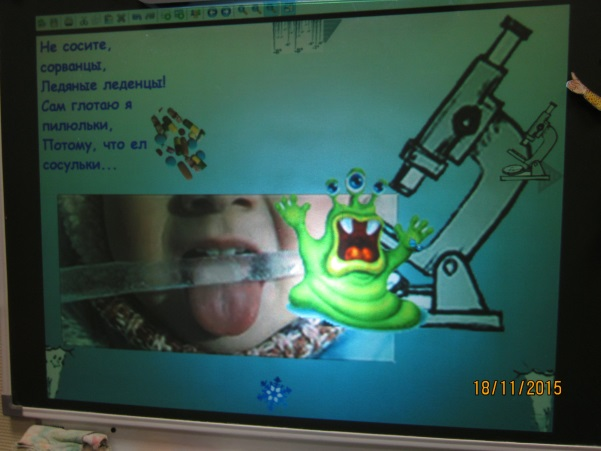 Не сосите,
сорванцы,
Ледяные леденцы!
Сам глотаю я
пилюльки,
Потому, что ел
сосульки...
18/11/2015